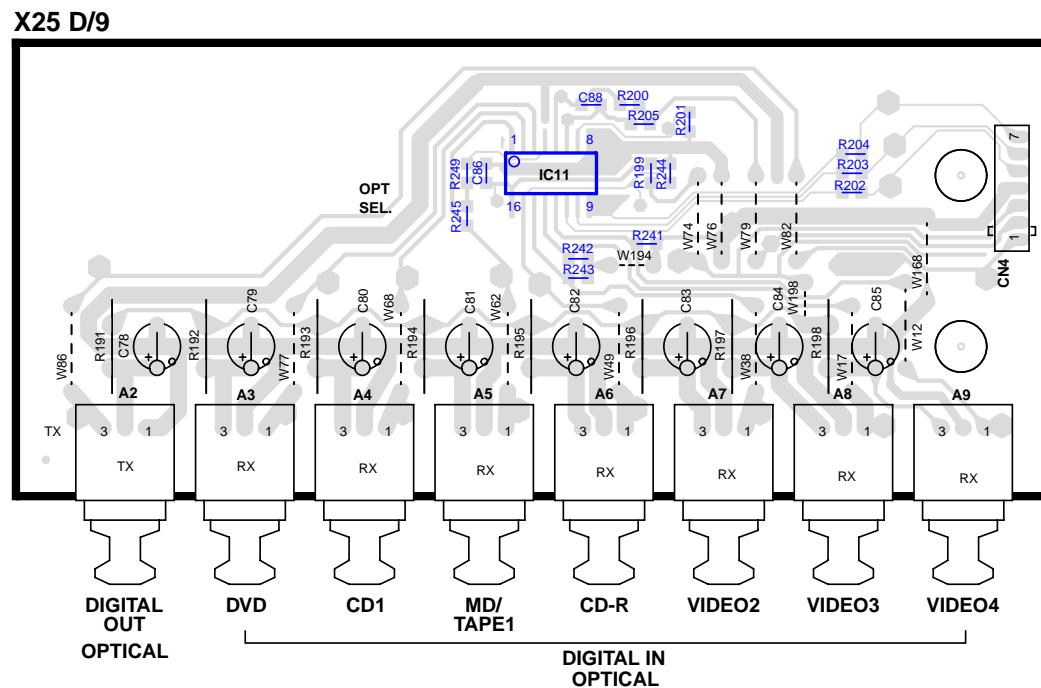 X25 D/9
C88
R200
R205
R201
1
8
R249
C86
IC11
R199
R244
R204
R203
R202
7
OPT
SEL.
R245
16
9
W74
W76
W79
W82
R241
R242
W194
R243
1
W168
CN4
C79
C80
W68
C81
W62
C82
C83
C84
W198
C85
W86
R191
C78
R192
W77
R193
R194
R195
W49
R196
R197
W38
R198
W17
W12
+
+
+
+
+
+
+
+
A2
A3
A4
A5
A6
A7
A8
A9
TX
3 1
3 1
3 1
3 1
3 1
3 1
3 1
3 1
TX
RX
RX
RX
RX
RX
RX
RX
DIGITAL
OUT
OPTICAL
DVD
CD1
MD/
TAPE1
CD-R
VIDEO2
VIDEO3
VIDEO4
DIGITAL IN
OPTICAL